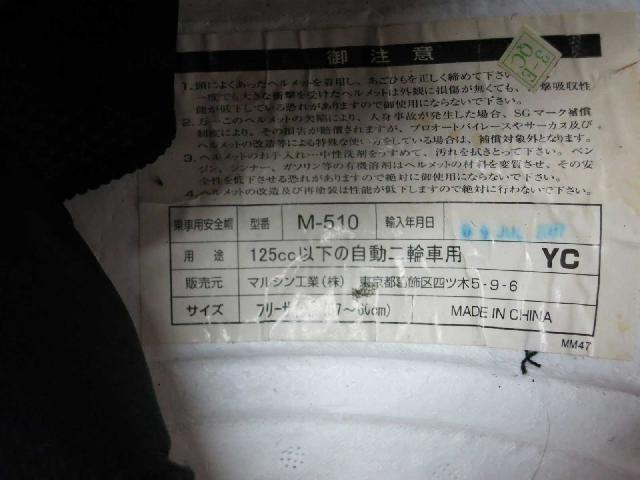 御注意
B
QC
3
1. 頭によくあったヘルメットを着用し、あごひもを正しく締めて下さい。
度でも大きな衝撃を受けたヘルメットは外観に損傷が無くても、 撃吸収性
能が低下している恐れがありますので御使用にならないで下さい。
2. 万一このヘルメットの欠陥により、人身事故が発生した場合、SGマーク補償
制度により、その損害が賠償されますが、プロオートバイレースやサーカス及び
ヘルメットの改造等による特殊な使い方をしている場合は、補償対象外となります。
3. ヘルメットのお手入れ…中性洗剤をうすめて、汚れを拭きとって下さい。ベン
ジン、シンナー、ガソリン等の有機溶剤はヘルメットの材料を変質させ、その安
全性を低下させる恐れがありますので絶対に使用しないで下さい。
4. ヘルメットの改造及び再塗装は性能が低下しますので絶対に行わないで下さい。
乗車用安全帽 型番 M-510 輸入年月日
用途 125cc以下の自動二輪車用 YC
販売元 マルシン工業(株) 東京都葛飾区四ツ木5-9-6
サイズ フリー 7〜60cm) MADE IN CHINA
MM47